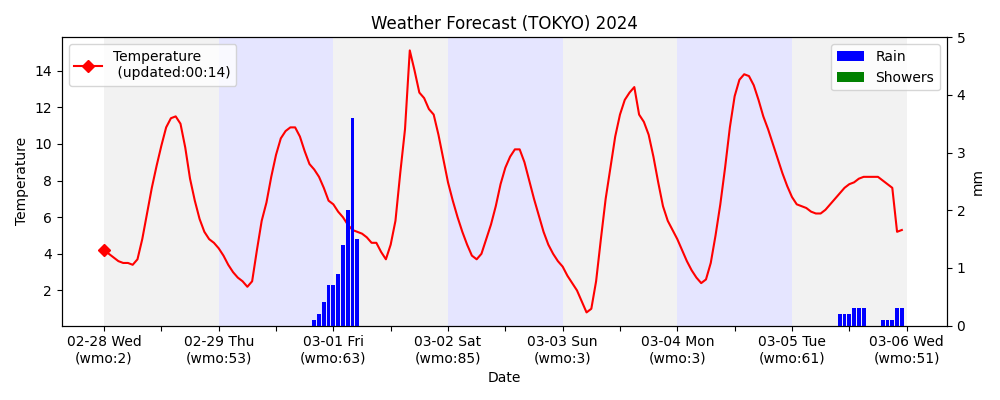 Weather Forecast (TOKYO) 2024
Temperature
(updated:00:14)
Rain
Showers
Temperature
14
12
10
8
6
4
2
5
4
3
2
1
0
mm
02-28 Wed
(wmo:2)
02-29 Thu
(wmo:53)
03-01 Fri
(wmo:63)
03-02 Sat
(wmo:85)
03-03 Sun
(wmo:3)
03-04 Mon
(wmo:3)
03-05 Tue
(wmo:61)
03-06 Wed
(wmo:51)
Date